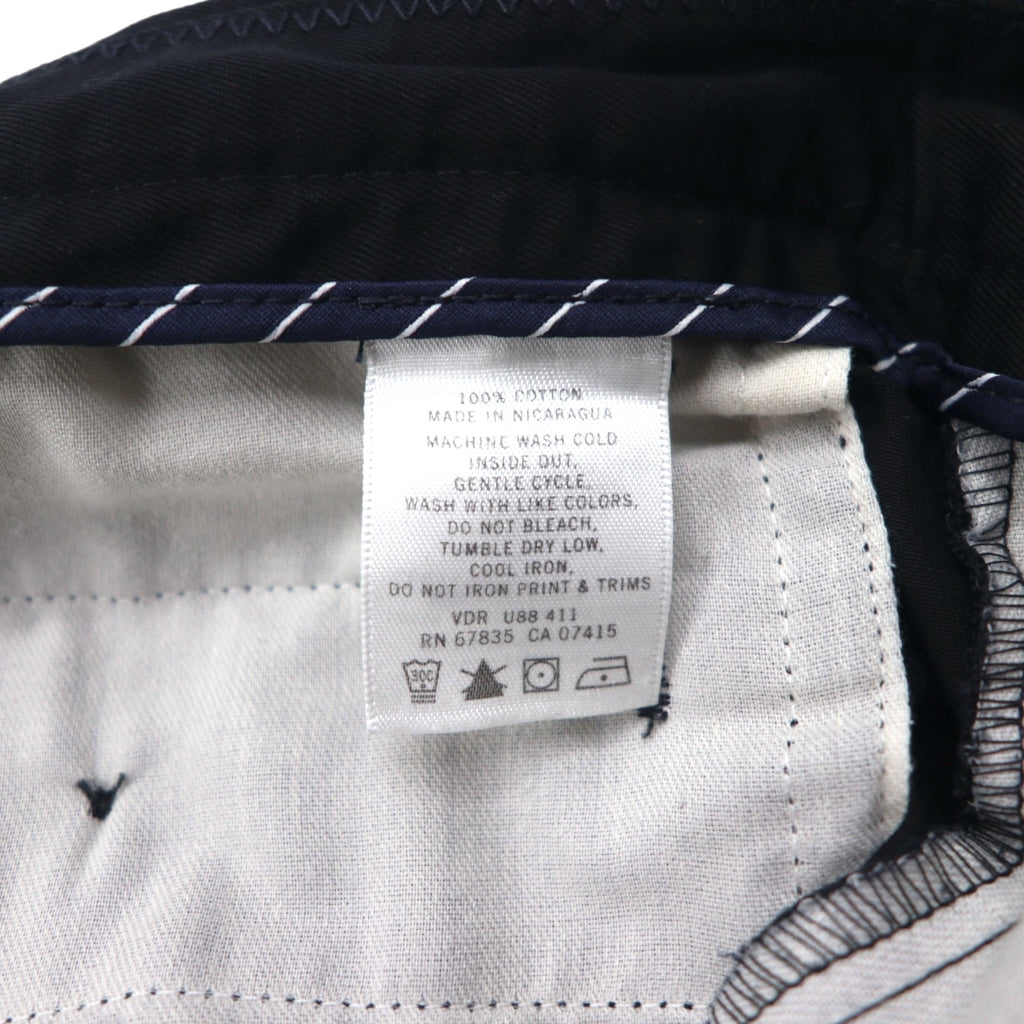 100% COTTON
MADE IN NICARAGUA
MACHINE WASH COLD
INSIDE OUT,
GENTLE CYCLE,
WASH WITH LIKE COLORS,
DO NOT BLEACH,
TUMBLE DRY LOW,
COOL IRON,
DO NOT IRON PRINT & TRIMS
VDR U88 411
RN 67835 CA 07415
30C